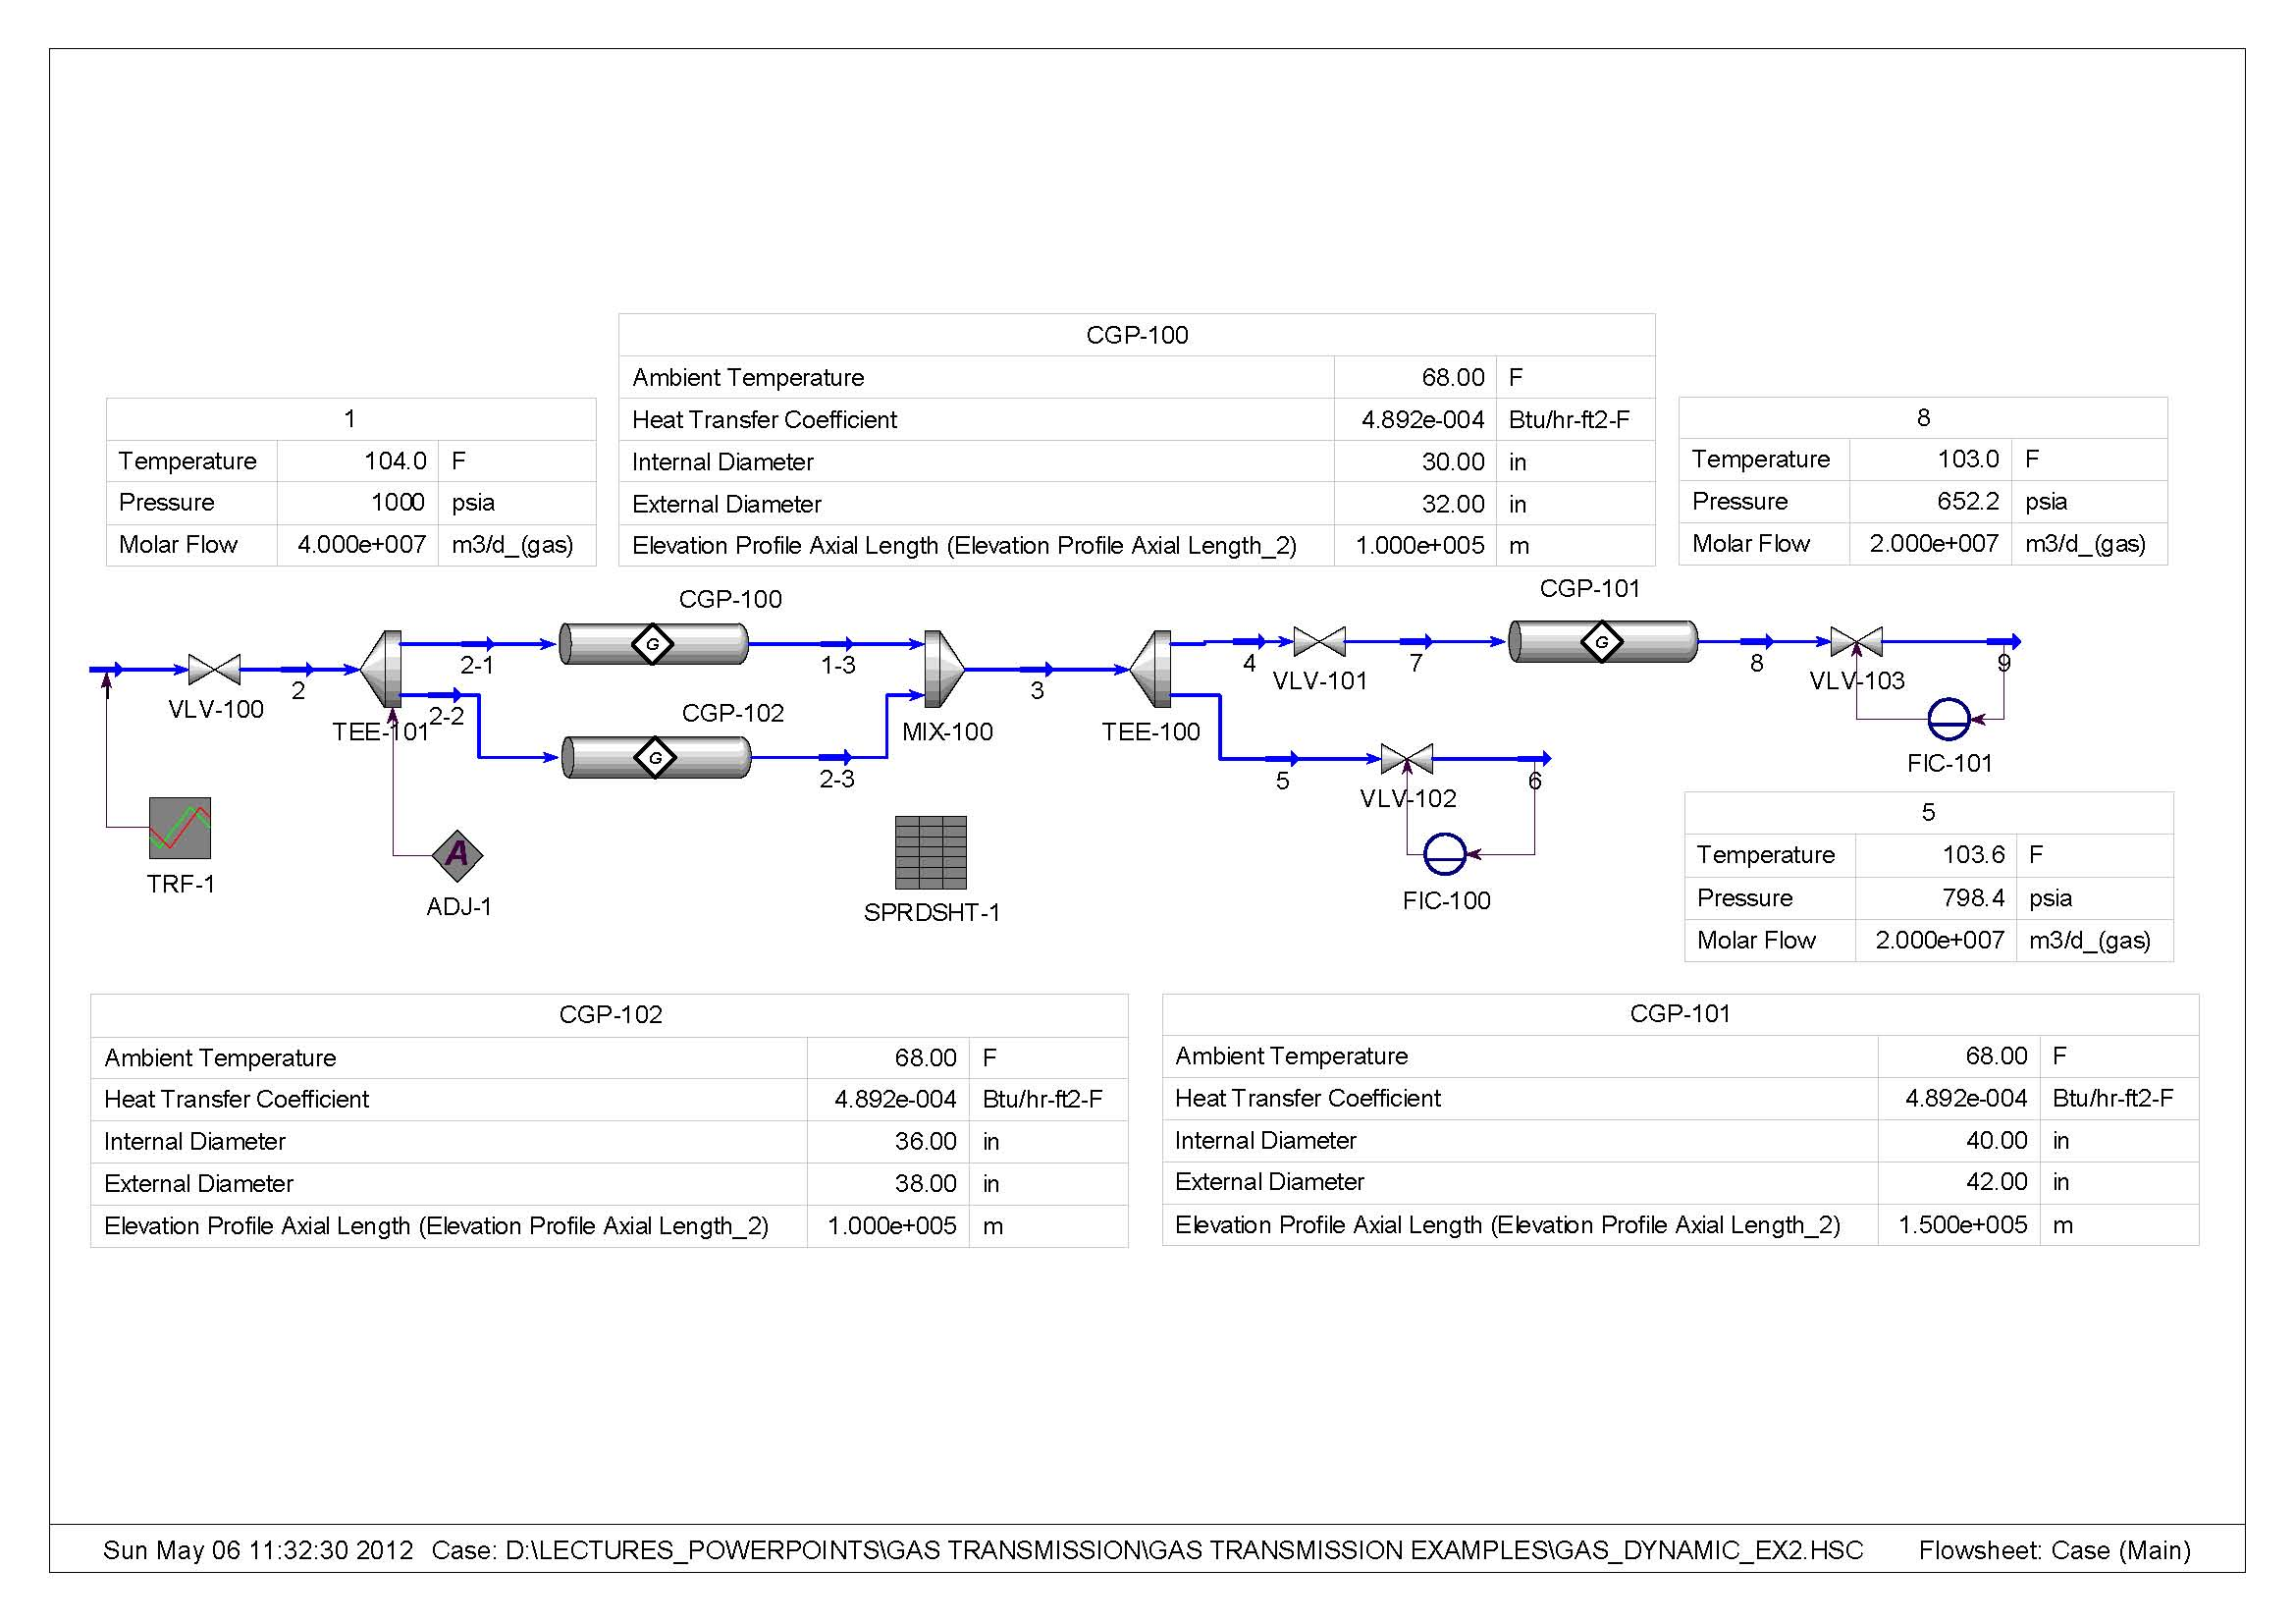 CGP-100
Ambient Temperature 68.00 F
Heat Transfer Coefficient 4.892e-004 Btu/hr-ft2-F
Internal Diameter 30.00 in
External Diameter 32.00 in
Elevation Profile Axial Length (Elevation Profile Axial Length_2) 1.000e+005 m
1
Temperature 104.0 F
Pressure 1000 psia
Molar Flow 4.000e+007 m3/d_(gas)
8
Temperature 103.0 F
Pressure 652.2 psia
Molar Flow 2.000e+007 m3/d_(gas)
CGP-100
CGP-101
G
G
2-1
1-3
4
7
8
9
1
2
3
VLV-100
VLV-101
VLV-103
2-2
CGP-102
TEE-101
MIX-100
TEE-100
G
2-3
5
6
VLV-102
FIC-101
A
TRF-1
ADJ-1
SPRDSHT-1
FIC-100
5
Temperature 103.6 F
Pressure 798.4 psia
Molar Flow 2.000e+007 m3/d_(gas)
CGP-102
Ambient Temperature 68.00 F
Heat Transfer Coefficient 4.892e-004 Btu/hr-ft2-F
Internal Diameter 36.00 in
External Diameter 38.00 in
Elevation Profile Axial Length (Elevation Profile Axial Length_2) 1.000e+005 m
CGP-101
Ambient Temperature 68.00 F
Heat Transfer Coefficient 4.892e-004 Btu/hr-ft2-F
Internal Diameter 40.00 in
External Diameter 42.00 in
Elevation Profile Axial Length (Elevation Profile Axial Length_2) 1.500e+005 m
Sun May 06 11:32:30 2012 Case: D:\LECTURES_POWERPOINTS\GAS TRANSMISSION\GAS TRANSMISSION EXAMPLES\GAS_DYNAMIC_EX2.HSC Flowsheet: Case (Main)